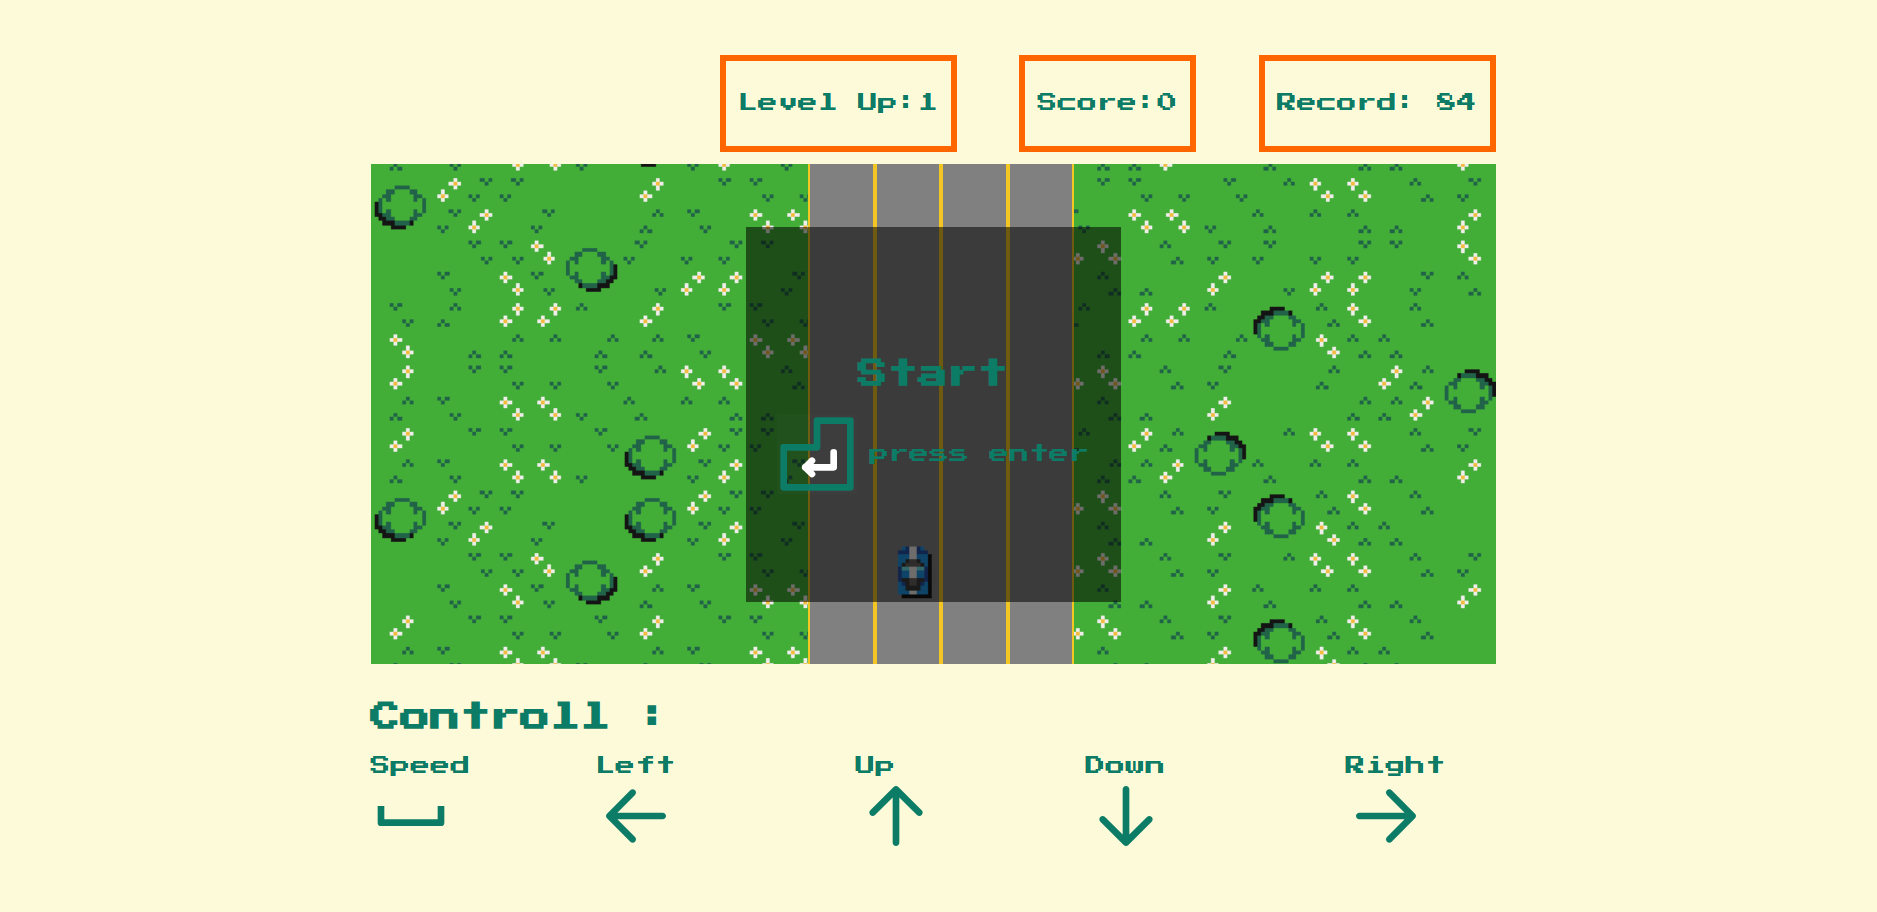 Level Up:1
Score:0
Record: 84
Start
press enter
Controll :
Speed
Left
Up
Down
Right